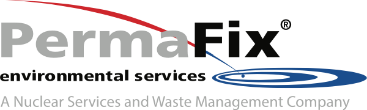 PermaFix®
environmental services
A Nuclear Services and Waste Management Company